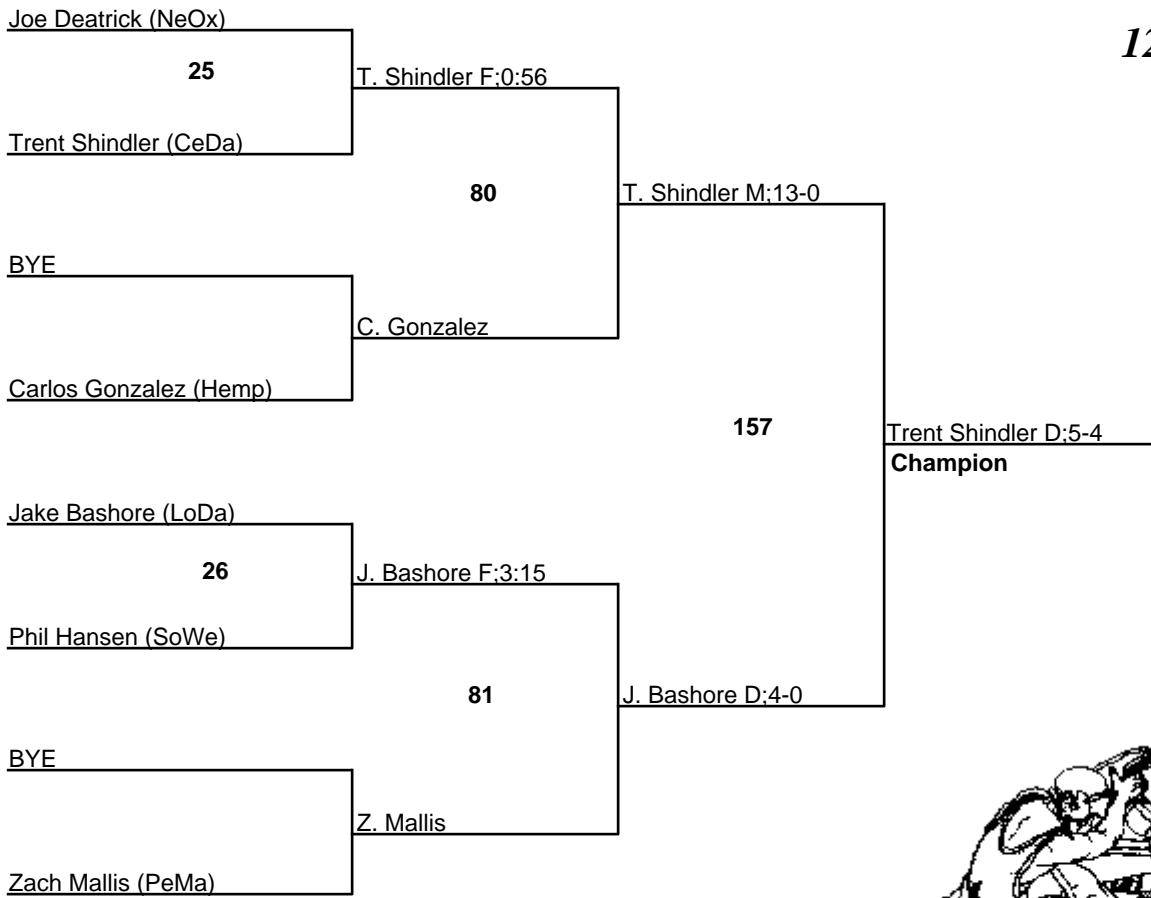 Joe Deatrick (NeOx)
12
25
T. Shindler F;0:56
Trent Shindler (CeDa)
80
T. Shindler M;13-0
BYE
C. Gonzalez
Carlos Gonzalez (Hemp)
157
Trent Shindler D;5-4
Champion
Jake Bashore (LoDa)
26
J. Bashore F;3:15
Phil Hansen (SoWe)
81
J. Bashore D;4-0
BYE
Z. Mallis
Zach Mallis (PeMa)